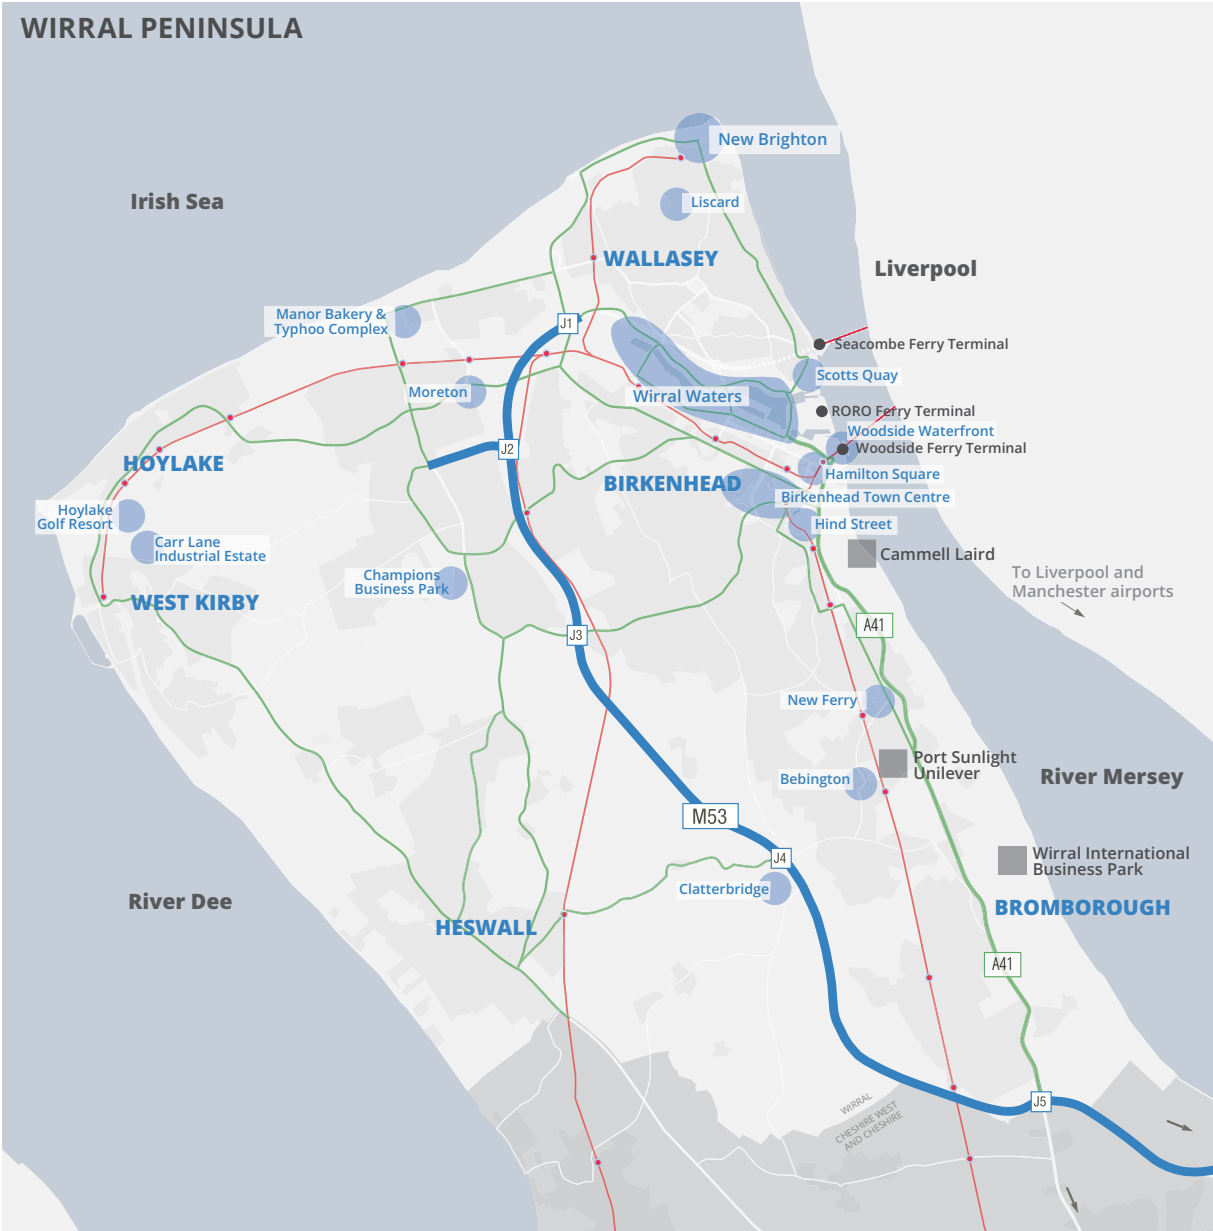 WIRRAL PENINSULA
New Brighton
Irish Sea
Liscard
WALLASEY
Liverpool
Manor Bakery &
Typhoo Complex
J1
Seacombe Ferry Terminal
Scotts Quay
Moreton
Wirral Waters
RORO Ferry Terminal
Woodside Waterfront
J2
Woodside Ferry Terminal
HOYLAKE
BIRKENHEAD
Hamilton Square
Birkenhead Town Centre
Hoylake
Golf Resort
Hind Street
Carr Lane
Industrial Estate
Cammell Laird
Champions
Business Park
To Liverpool and
Manchester airports
WEST KIRBY
A41
J3
New Ferry
Port Sunlight
Unilever
River Mersey
Bebington
M53
J4
Wirral International
Business Park
Clatterbridge
River Dee
BROMBOROUGH
HESWALL
A41
J5
WIRRAL
CHESHIRE WEST
AND CHESHIRE